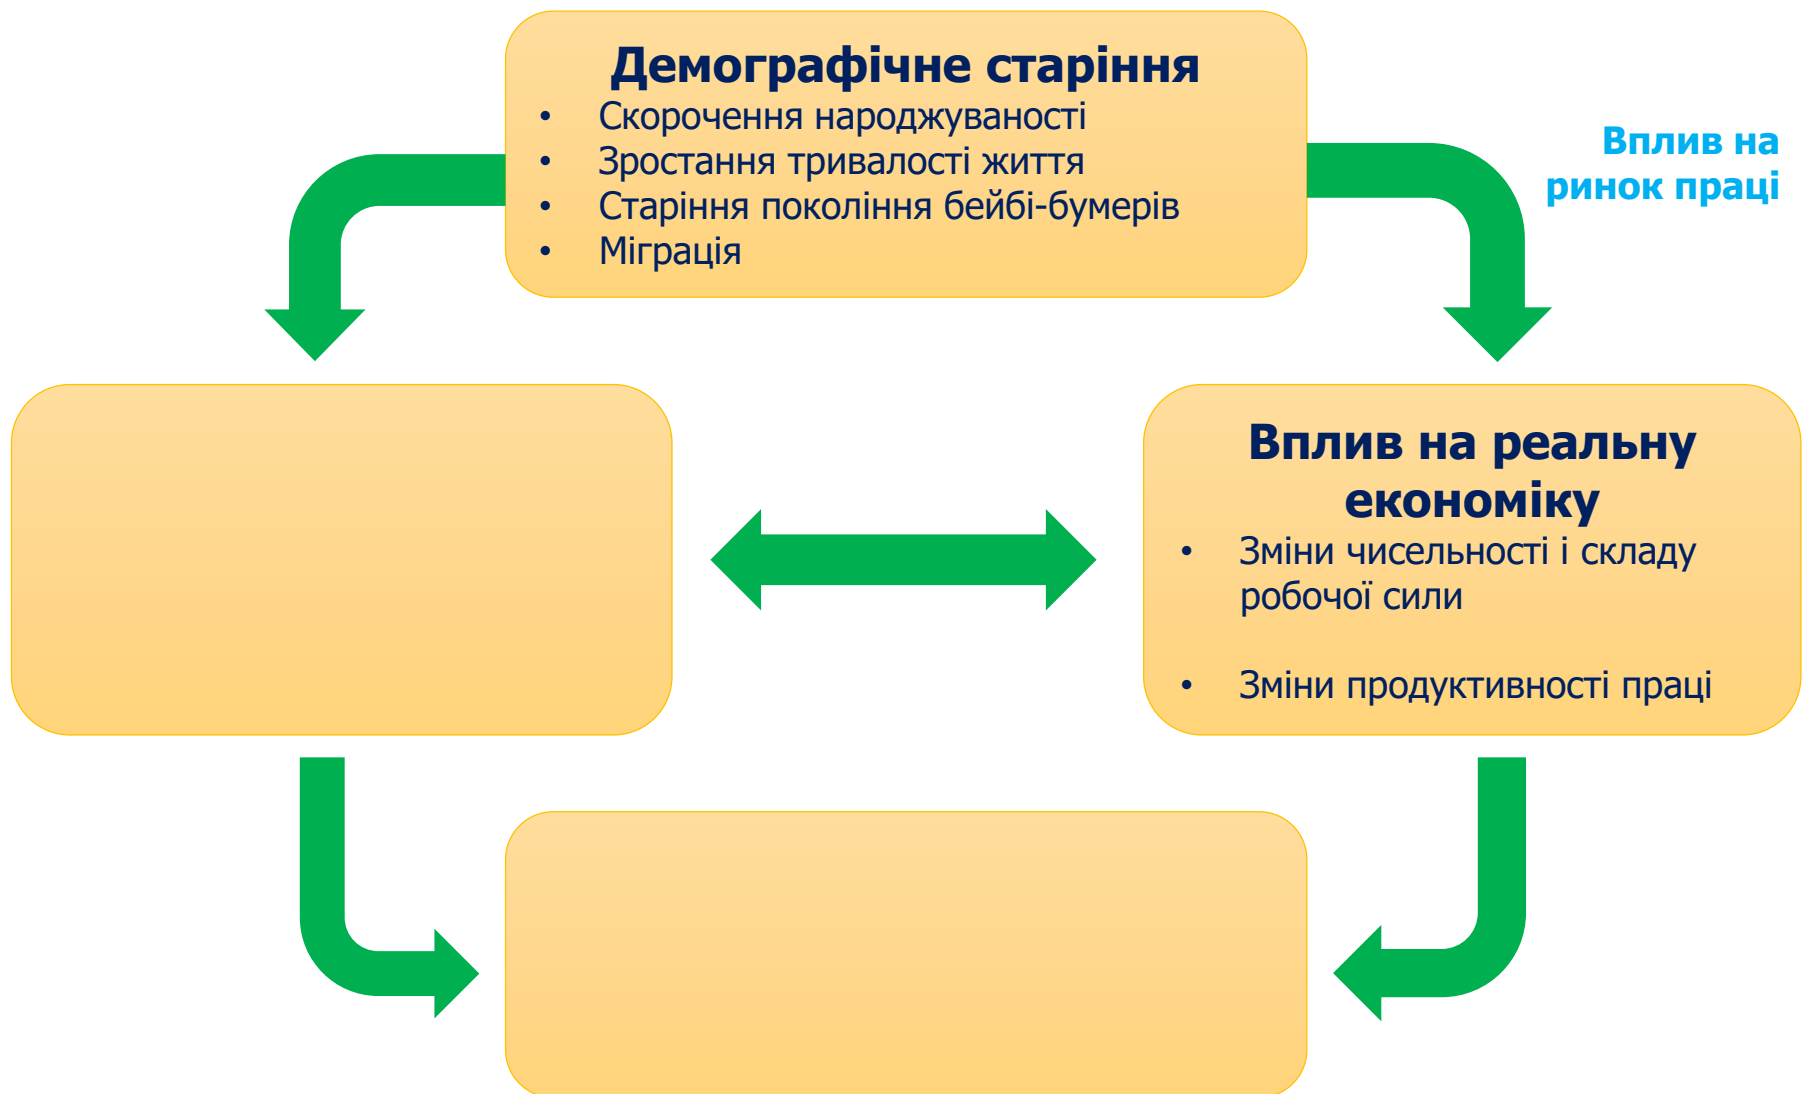 Демографічне старіння
• Скорочення народжуваності
• Зростання тривалості життя
• Старіння покоління бейбі-бумерів
• Міграція
Вплив на
ринок праці
Вплив на реальну
економіку
• Зміни чисельності і складу
робочої сили
• Зміни продуктивності праці